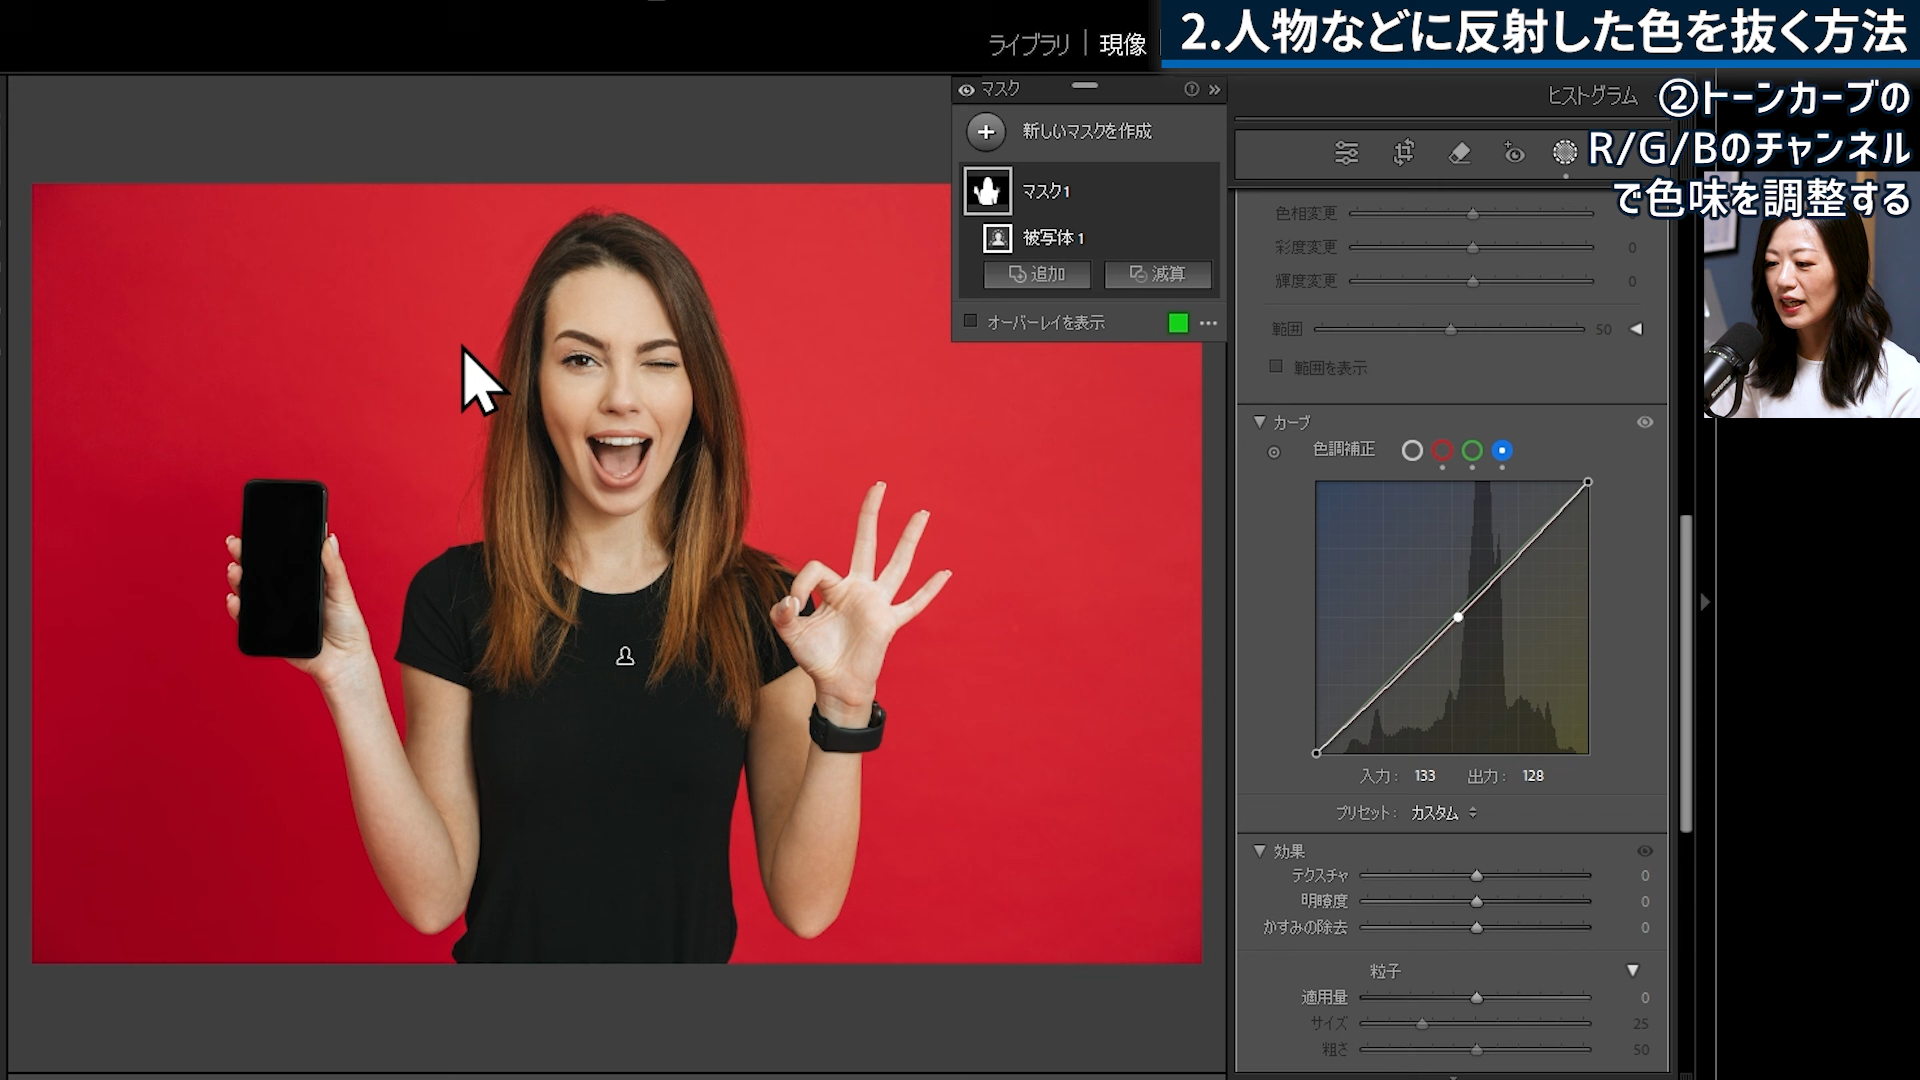 2.人物などに反射した色を抜く方法
②トーンカーブの
R/G/Bのチャンネル
で色味を調整する
ライブラリ | 現像
マスク
新しいマスクを作成
マスク1
被写体 1
追加
減算
オーバーレイを表示
ヒストグラム
色相変更
彩度変更 0
輝度変更 0
範囲 50
範囲を表示
カーブ
色調補正
入力: 133 出力: 128
プリセット: カスタム
効果
テクスチャ 0
明瞭度 0
かすみの除去 0
粒子
適用量 0
サイズ 25
粗さ 50